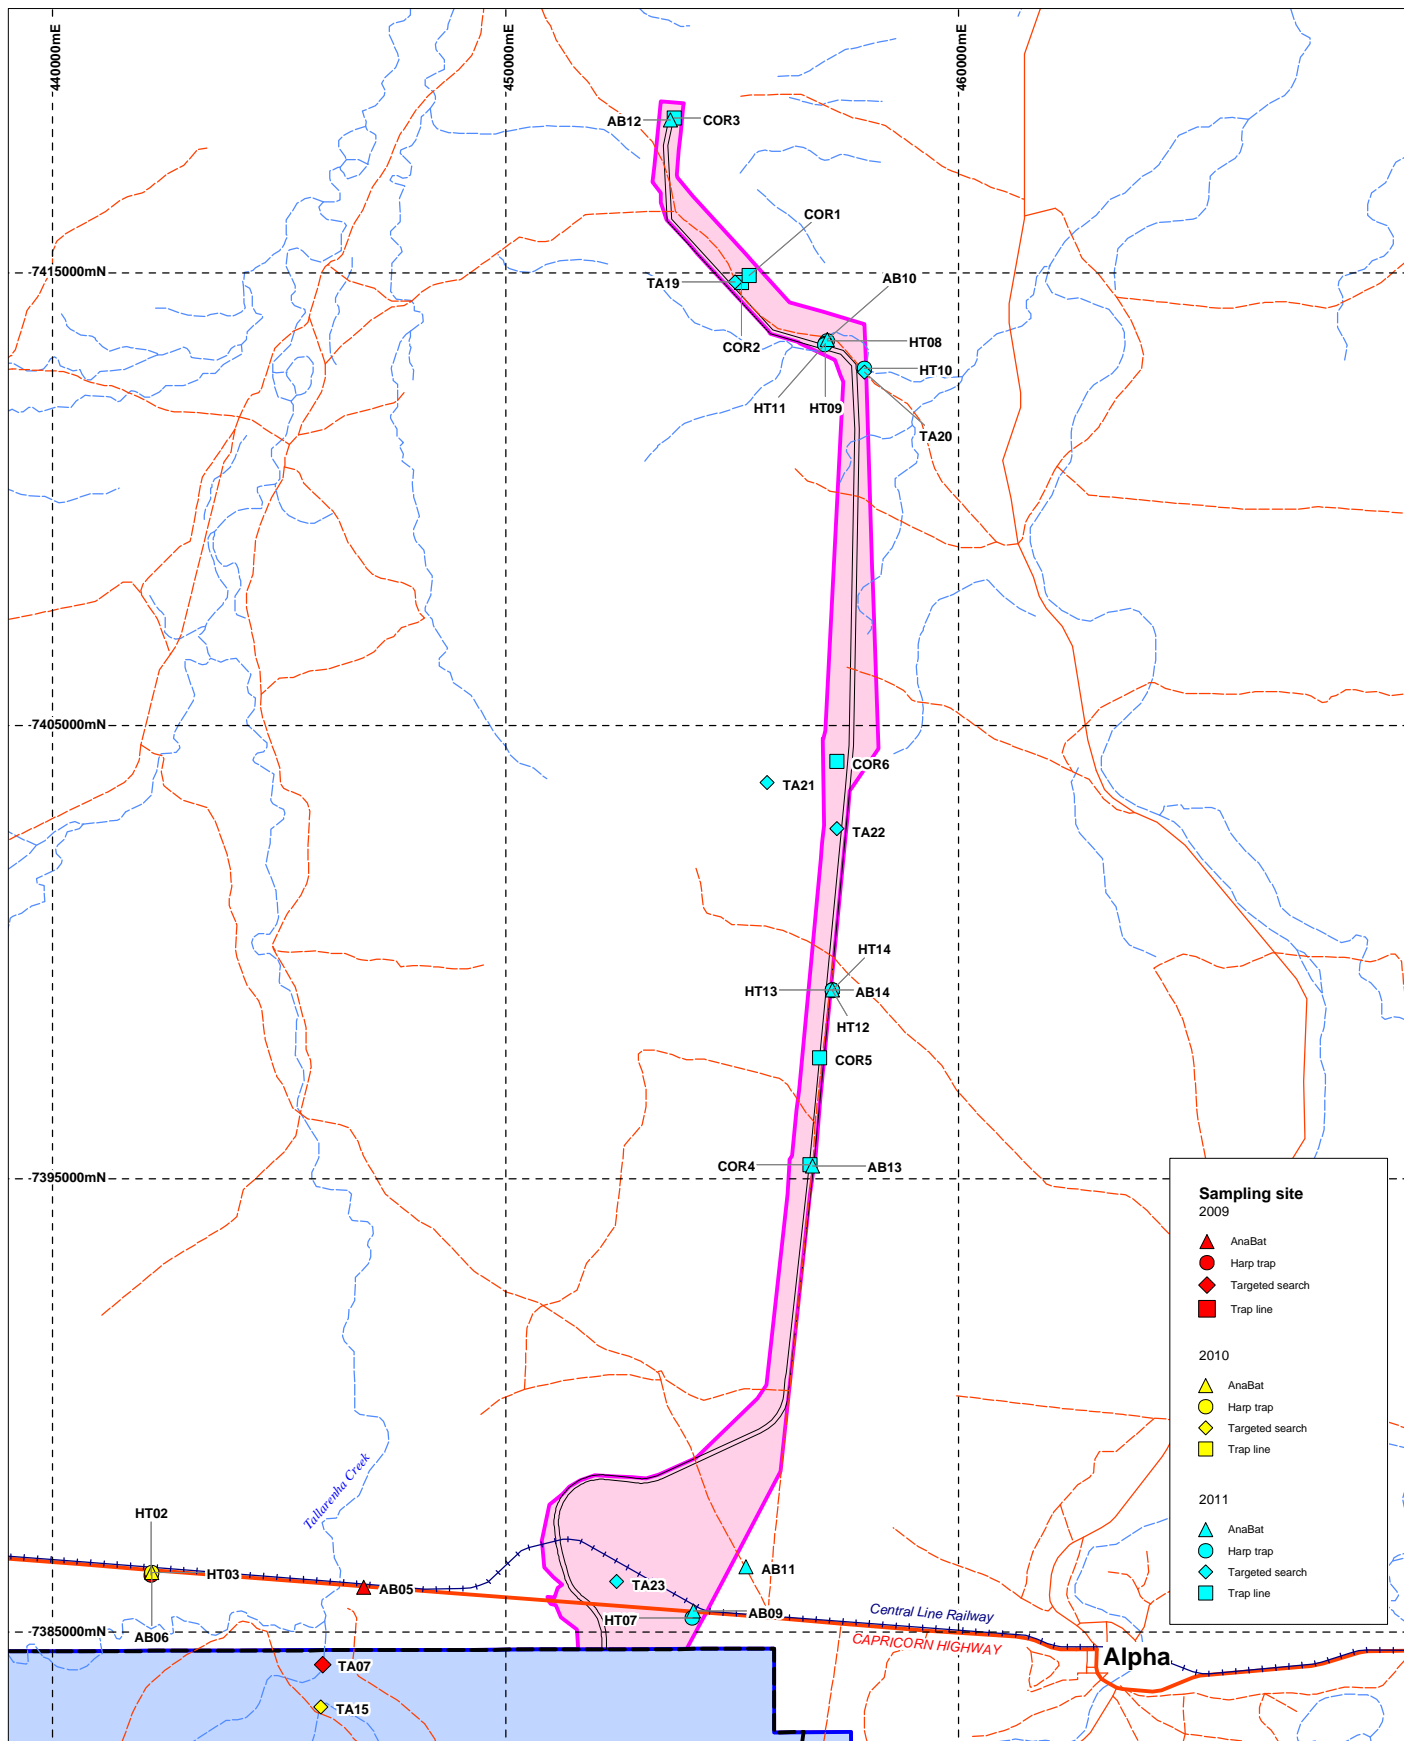 440000mE
450000mE
460000mE
AB12
COR3
COR1
7415000mN
TA19
AB10
COR2
HT08
HT10
HT11
HT09
TA20
7405000mN
COR6
TA21
TA22
HT14
HT13
AB14
HT12
COR5
COR4
AB13
7395000mN
Sampling site
2009
AnaBat
Harp trap
Targeted search
Trap line
2010
AnaBat
Harp trap
Targeted search
Trap line
2011
AnaBat
Harp trap
Targeted search
Trap line
Tallarenha Creek
HT02
HT03
AB05
AB06
AB11
TA23
AB09
HT07
Central Line Railway
CAPRICORN HIGHWAY
7385000mN
Alpha
TA07
TA15